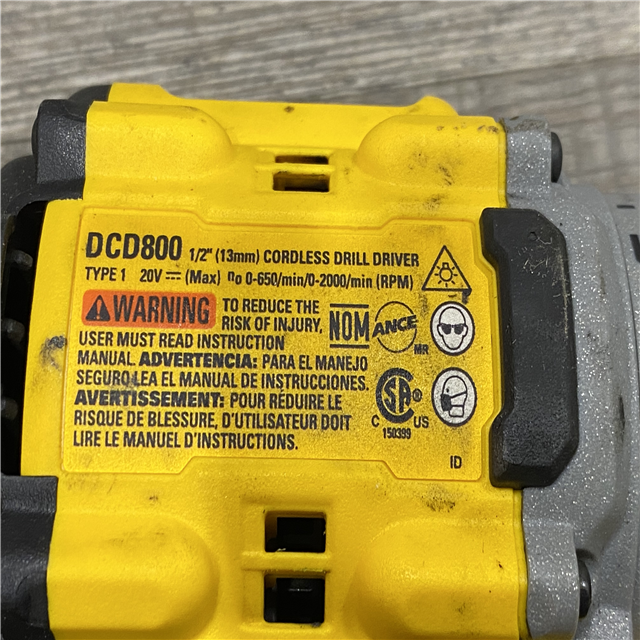 DCD800 1/2" (13mm) CORDLESS DRILL DRIVER
TYPE 1 20V⎓(Max) no 0-650/min/0-2000/min (RPM)
WARNING TO REDUCE THE
RISK OF INJURY,
USER MUST READ INSTRUCTION
MANUAL. ADVERTENCIA: PARA EL MANEJO
SEGURO LEA EL MANUAL DE INSTRUCCIONES.
AVERTISSEMENT: POUR RÉDUIRE LE
RISQUE DE BLESSURE, D'UTILISATEUR DOIT
LIRE LE MANUEL D'INSTRUCTIONS.
NOM ANCE
MR
C SA ® US
150399
ID